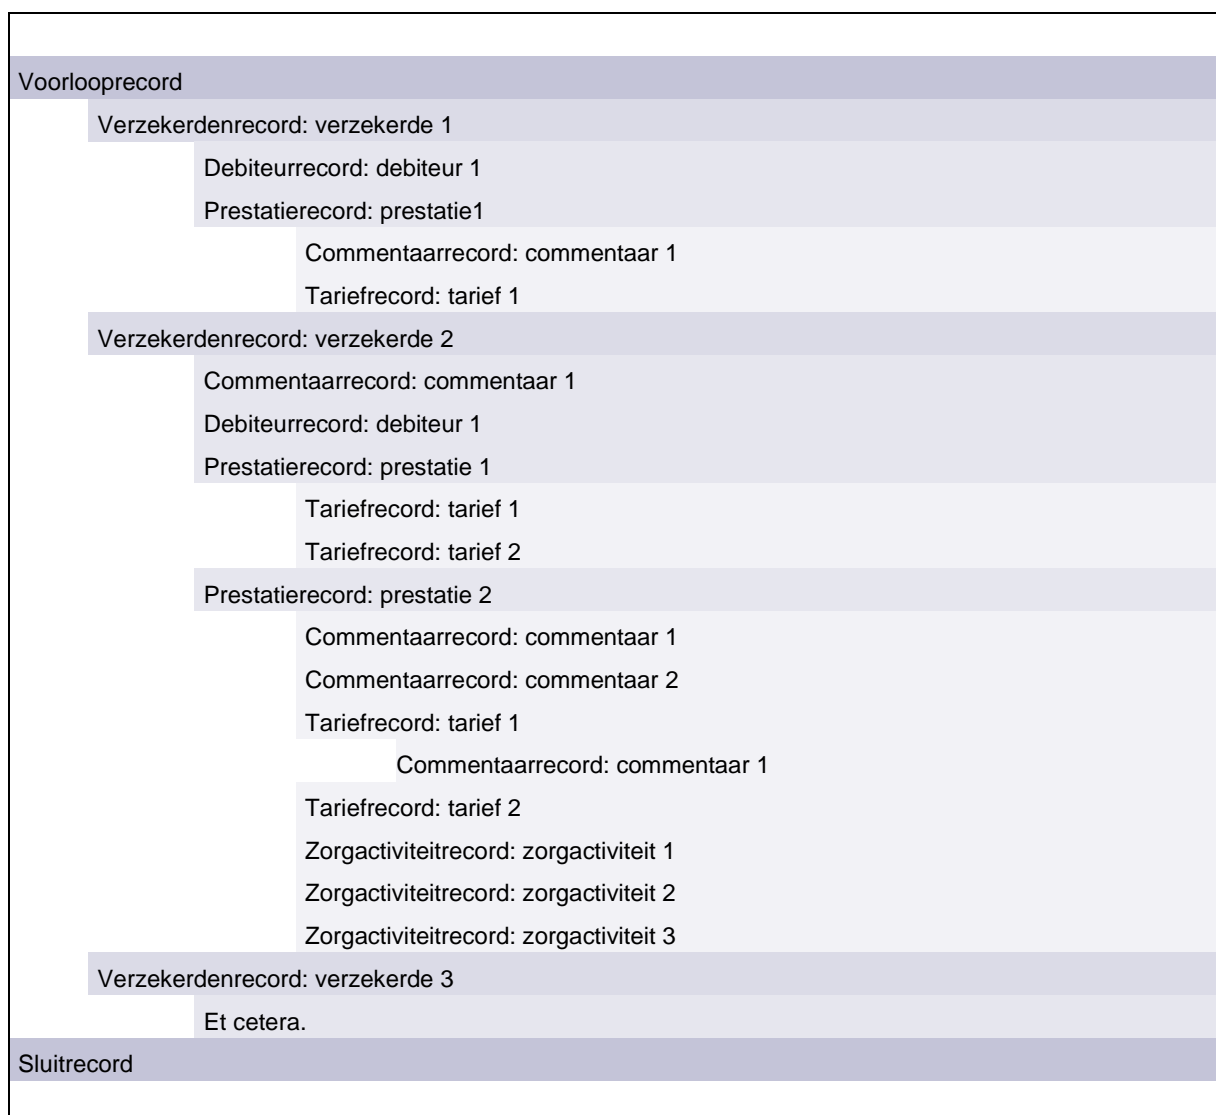 Voorlooprecord
Verzekerdenrecord: verzekerde 1
Debiteurrecord: debiteur 1
Prestatierecord: prestatie1
Commentaarrecord: commentaar 1
Tariefrecord: tarief 1
Verzekerdenrecord: verzekerde 2
Commentaarrecord: commentaar 1
Debiteurrecord: debiteur 1
Prestatierecord: prestatie 1
Tariefrecord: tarief 1
Tariefrecord: tarief 2
Prestatierecord: prestatie 2
Commentaarrecord: commentaar 1
Commentaarrecord: commentaar 2
Tariefrecord: tarief 1
Commentaarrecord: commentaar 1
Tariefrecord: tarief 2
Zorgactiviteitrecord: zorgactiviteit 1
Zorgactiviteitrecord: zorgactiviteit 2
Zorgactiviteitrecord: zorgactiviteit 3
Verzekerdenrecord: verzekerde 3
Et cetera.
Sluitrecord